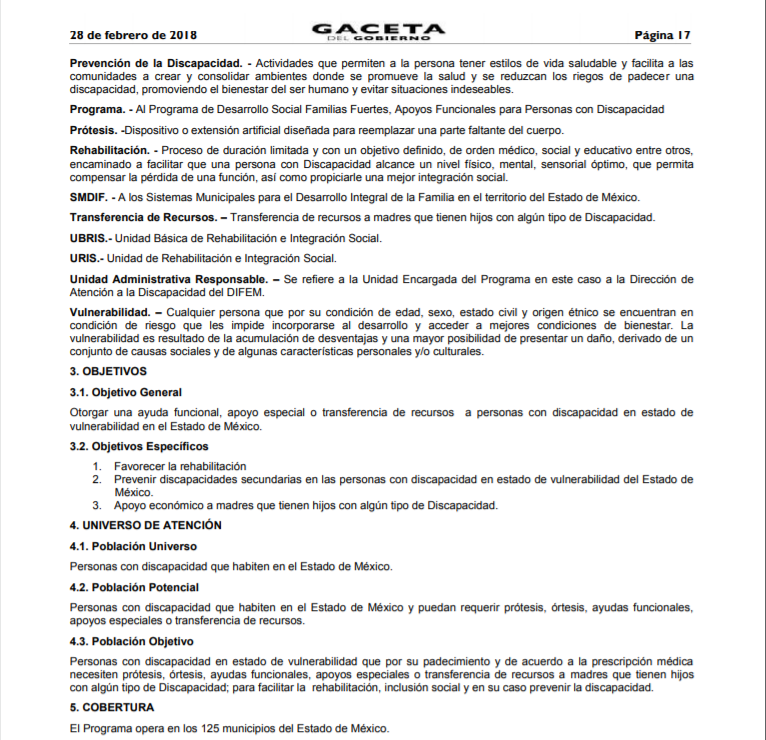 28 de febrero de 2018
GACETA
DEL GOBIERNO
Página 17
Prevención de la Discapacidad. - Actividades que permiten a la persona tener estilos de vida saludable y facilita a las
comunidades a crear y consolidar ambientes donde se promueve la salud y se reduzcan los riegos de padecer una
discapacidad, promoviendo el bienestar del ser humano y evitar situaciones indeseables.
Programa. - Al Programa de Desarrollo Social Familias Fuertes, Apoyos Funcionales para Personas con Discapacidad
Prótesis. -Dispositivo o extensión artificial diseñada para reemplazar una parte faltante del cuerpo.
Rehabilitación. - Proceso de duración limitada y con un objetivo definido, de orden médico, social y educativo entre otros,
encaminado a facilitar que una persona con Discapacidad alcance un nivel físico, mental, sensorial óptimo, que permita
compensar la pérdida de una función, así como propiciarle una mejor integración social.
SMDIF. - A los Sistemas Municipales para el Desarrollo Integral de la Familia en el territorio del Estado de México.
Transferencia de Recursos. – Transferencia de recursos a madres que tienen hijos con algún tipo de Discapacidad.
UBRIS.- Unidad Básica de Rehabilitación e Integración Social.
URIS.- Unidad de Rehabilitación e Integración Social.
Unidad Administrativa Responsable. – Se refiere a la Unidad Encargada del Programa en este caso a la Dirección de
Atención a la Discapacidad del DIFEM.
Vulnerabilidad. – Cualquier persona que por su condición de edad, sexo, estado civil y origen étnico se encuentran en
condición de riesgo que les impide incorporarse al desarrollo y acceder a mejores condiciones de bienestar. La
vulnerabilidad es resultado de la acumulación de desventajas y una mayor posibilidad de presentar un daño, derivado de un
conjunto de causas sociales y de algunas características personales y/o culturales.
3. OBJETIVOS
3.1. Objetivo General
Otorgar una ayuda funcional, apoyo especial o transferencia de recursos a personas con discapacidad en estado de
vulnerabilidad en el Estado de México.
3.2. Objetivos Específicos
1. Favorecer la rehabilitación
2. Prevenir discapacidades secundarias en las personas con discapacidad en estado de vulnerabilidad del Estado de
México.
3. Apoyo económico a madres que tienen hijos con algún tipo de Discapacidad.
4. UNIVERSO DE ATENCIÓN
4.1. Población Universo
Personas con discapacidad que habiten en el Estado de México.
4.2. Población Potencial
Personas con discapacidad que habiten en el Estado de México y puedan requerir prótesis, órtesis, ayudas funcionales,
apoyos especiales o transferencia de recursos.
4.3. Población Objetivo
Personas con discapacidad en estado de vulnerabilidad que por su padecimiento y de acuerdo a la prescripción médica
necesiten prótesis, órtesis, ayudas funcionales, apoyos especiales o transferencia de recursos a madres que tienen hijos
con algún tipo de Discapacidad; para facilitar la rehabilitación, inclusión social y en su caso prevenir la discapacidad.
5. COBERTURA
El Programa opera en los 125 municipios del Estado de México.